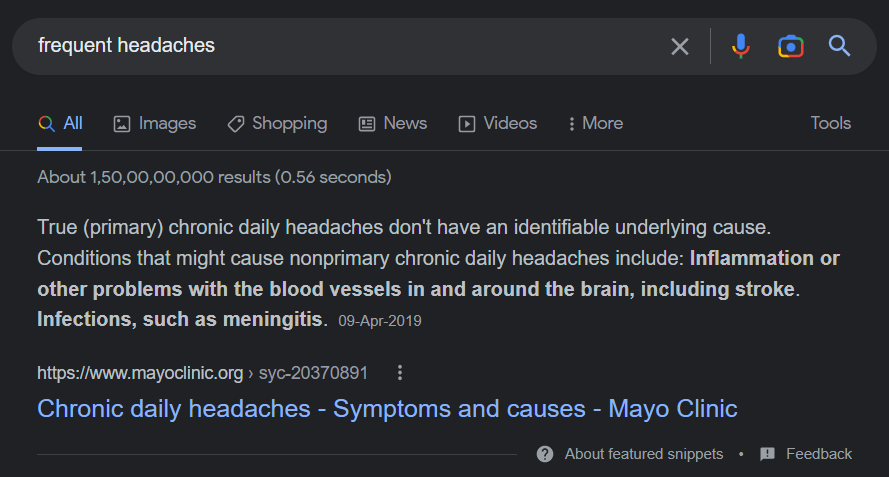 frequent headaches
All Images Shopping News Videos More Tools
About 1,50,00,00,000 results (0.56 seconds)
True (primary) chronic daily headaches don't have an identifiable underlying cause.
Conditions that might cause nonprimary chronic daily headaches include: Inflammation or
other problems with the blood vessels in and around the brain, including stroke.
Infections, such as meningitis. 09-Apr-2019
https://www.mayoclinic.org › syc-20370891
Chronic daily headaches - Symptoms and causes - Mayo Clinic
About featured snippets • Feedback